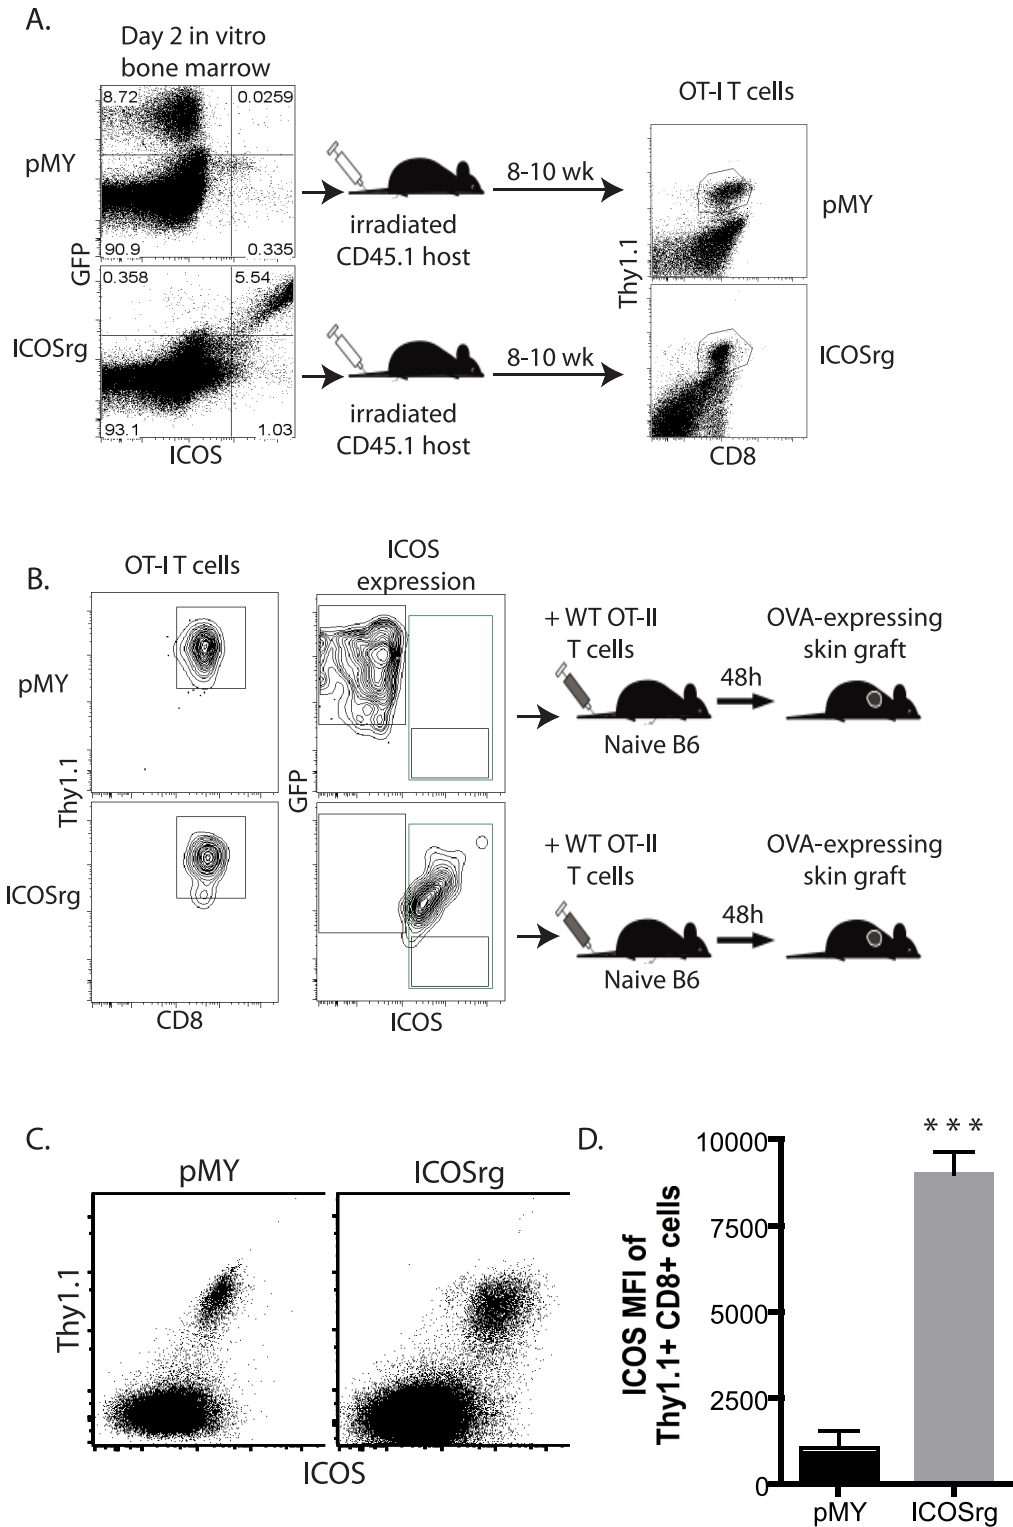 A.
Day 2 in vitro
bone marrow
OT-I T cells
8.72
0.0259
pMY
8-10 wk
pMY
irradiated
CD45.1 host
90.9
0.335
GFP
Thy1.1
0.358
5.54
ICOSrg
8-10 wk
ICOSrg
irradiated
CD45.1 host
93.1
1.03
ICOS
CD8
B.
OT-I T cells
ICOS
expression
+ WT OT-II
T cells
OVA-expressing
skin graft
pMY
48h
Naive B6
Thy1.1
GFP
+ WT OT-II
T cells
OVA-expressing
skin graft
ICOSrg
48h
Naive B6
CD8
ICOS
C.
pMY
ICOSrg
Thy1.1
ICOS
D.
* * *
10000
7500
5000
2500
0
ICOS MFI of
Thy1.1+ CD8+ cells
pMY
ICOSrg